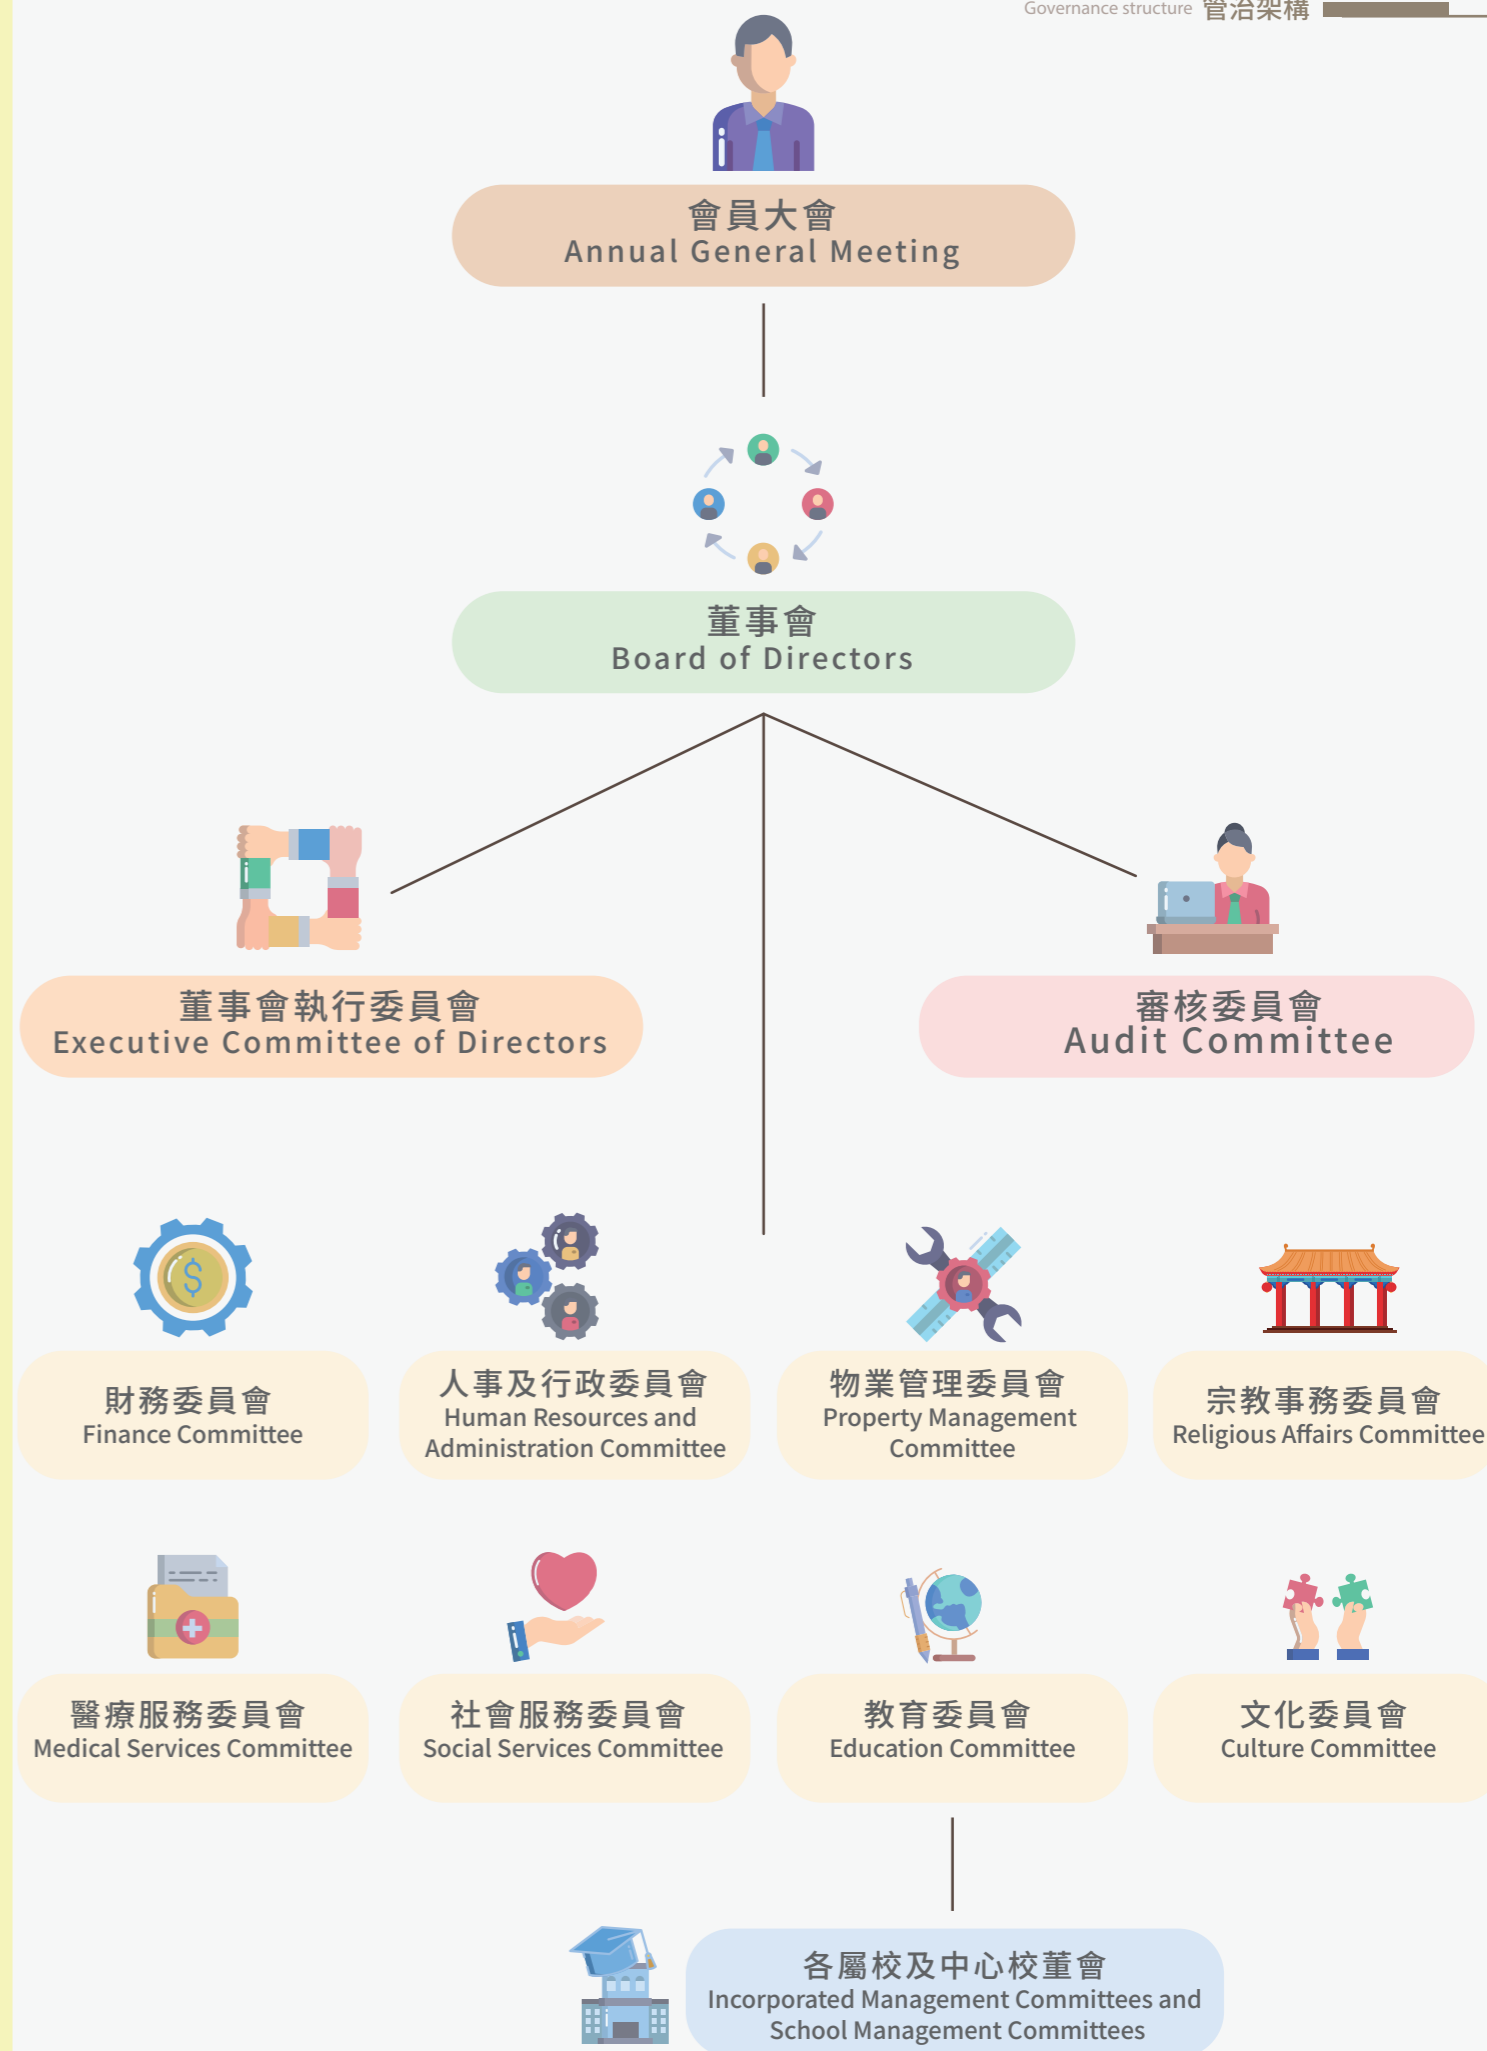 Governance structure 管治架構
會員大會
Annual General Meeting
董事會
Board of Directors
董事會執行委員會
Executive Committee of Directors
審核委員會
Audit Committee
財務委員會
Finance Committee
人事及行政委員會
Human Resources and
Administration Committee
物業管理委員會
Property Management
Committee
宗教事務委員會
Religious Affairs Committee
醫療服務委員會
Medical Services Committee
社會服務委員會
Social Services Committee
教育委員會
Education Committee
文化委員會
Culture Committee
各屬校及中心校董會
Incorporated Management Committees and
School Management Committees